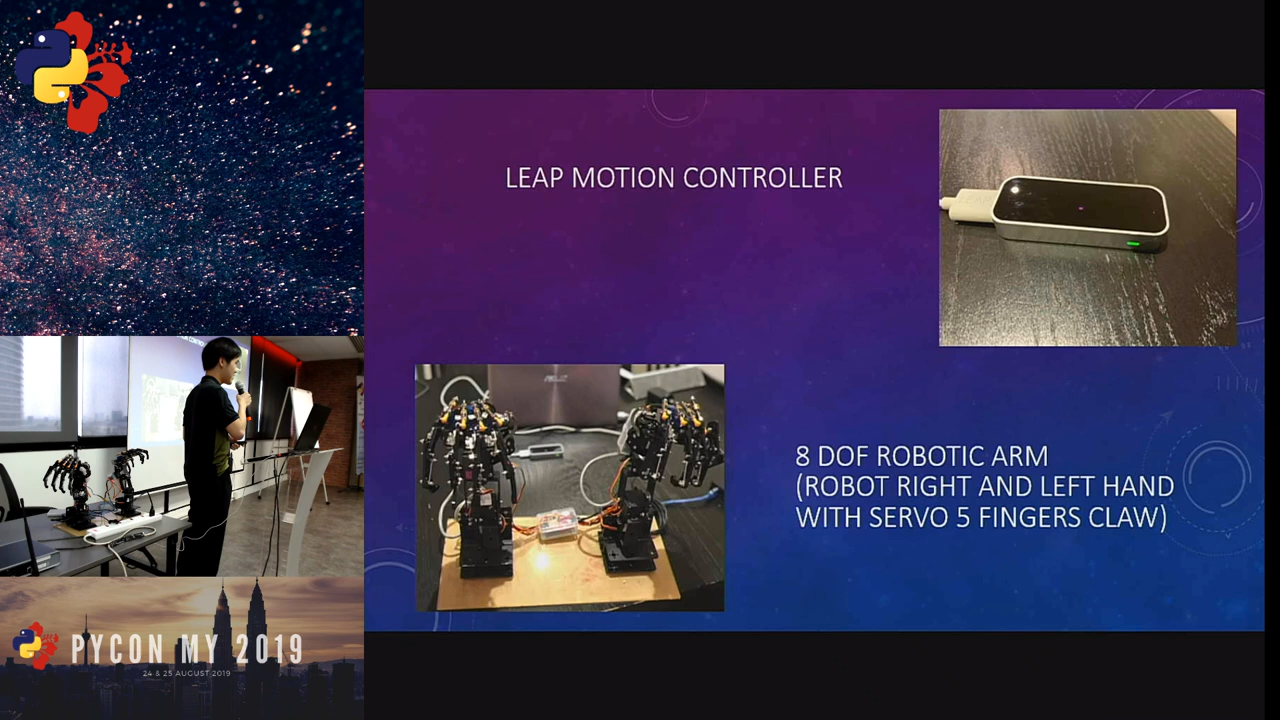 LEAP MOTION CONTROLLER
8 DOF ROBOTIC ARM
(ROBOT RIGHT AND LEFT HAND
WITH SERVO 5 FINGERS CLAW)
PYCON MY 2019
24 & 25 AUGUST 2019